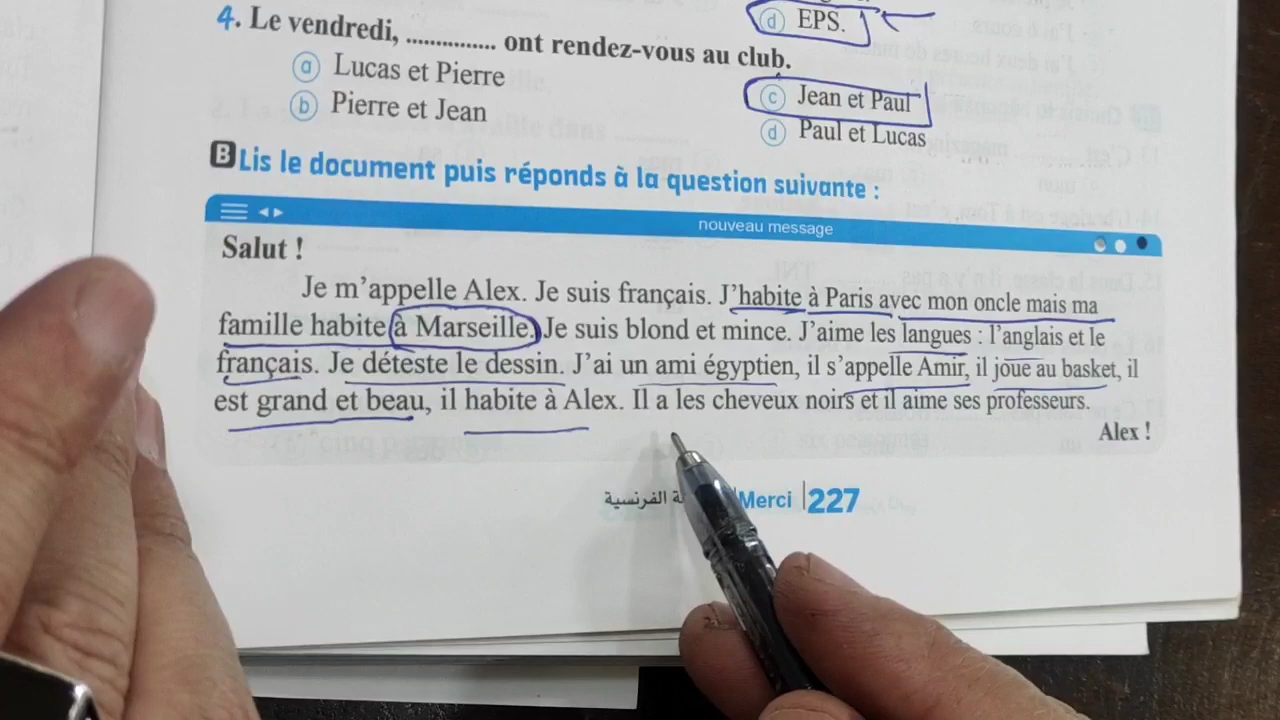 d EPS.
4. Le vendredi, ............... ont rendez-vous au club.
a Lucas et Pierre
b Pierre et Jean
c Jean et Paul
d Paul et Lucas
B Lis le document puis réponds à la question suivante :
nouveau message
Salut !
Je m'appelle Alex. Je suis français. J'habite à Paris avec mon oncle mais ma
famille habite à Marseille. Je suis blond et mince. J'aime les langues : l'anglais et le
français. Je déteste le dessin. J'ai un ami égyptien, il s'appelle Amir, il joue au basket, il
est grand et beau, il habite à Alex. Il a les cheveux noirs et il aime ses professeurs.
Alex !
الفرنسية Merci 227